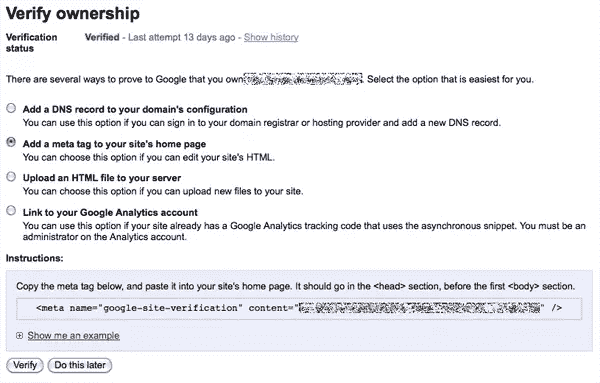 Verify ownership
Verification status
Verified - Last attempt 13 days ago - Show history
There are several ways to prove to Google that you own . Select the option that is easiest for you.
Add a DNS record to your domain's configuration
You can use this option if you can sign in to your domain registrar or hosting provider and add a new DNS record.
Add a meta tag to your site's home page
You can choose this option if you can edit your site's HTML.
Upload an HTML file to your server
You can choose this option if you can upload new files to your site.
Link to your Google Analytics account
You can use this option if your site already has a Google Analytics tracking code that uses the asynchronous snippet. You must be an
administrator on the Analytics account.
Instructions:
Copy the meta tag below, and paste it into your site's home page. It should go in the <head> section, before the first <body> section.
<meta name="google-site-verification" content="" />
Show me an example
Verify Do this later